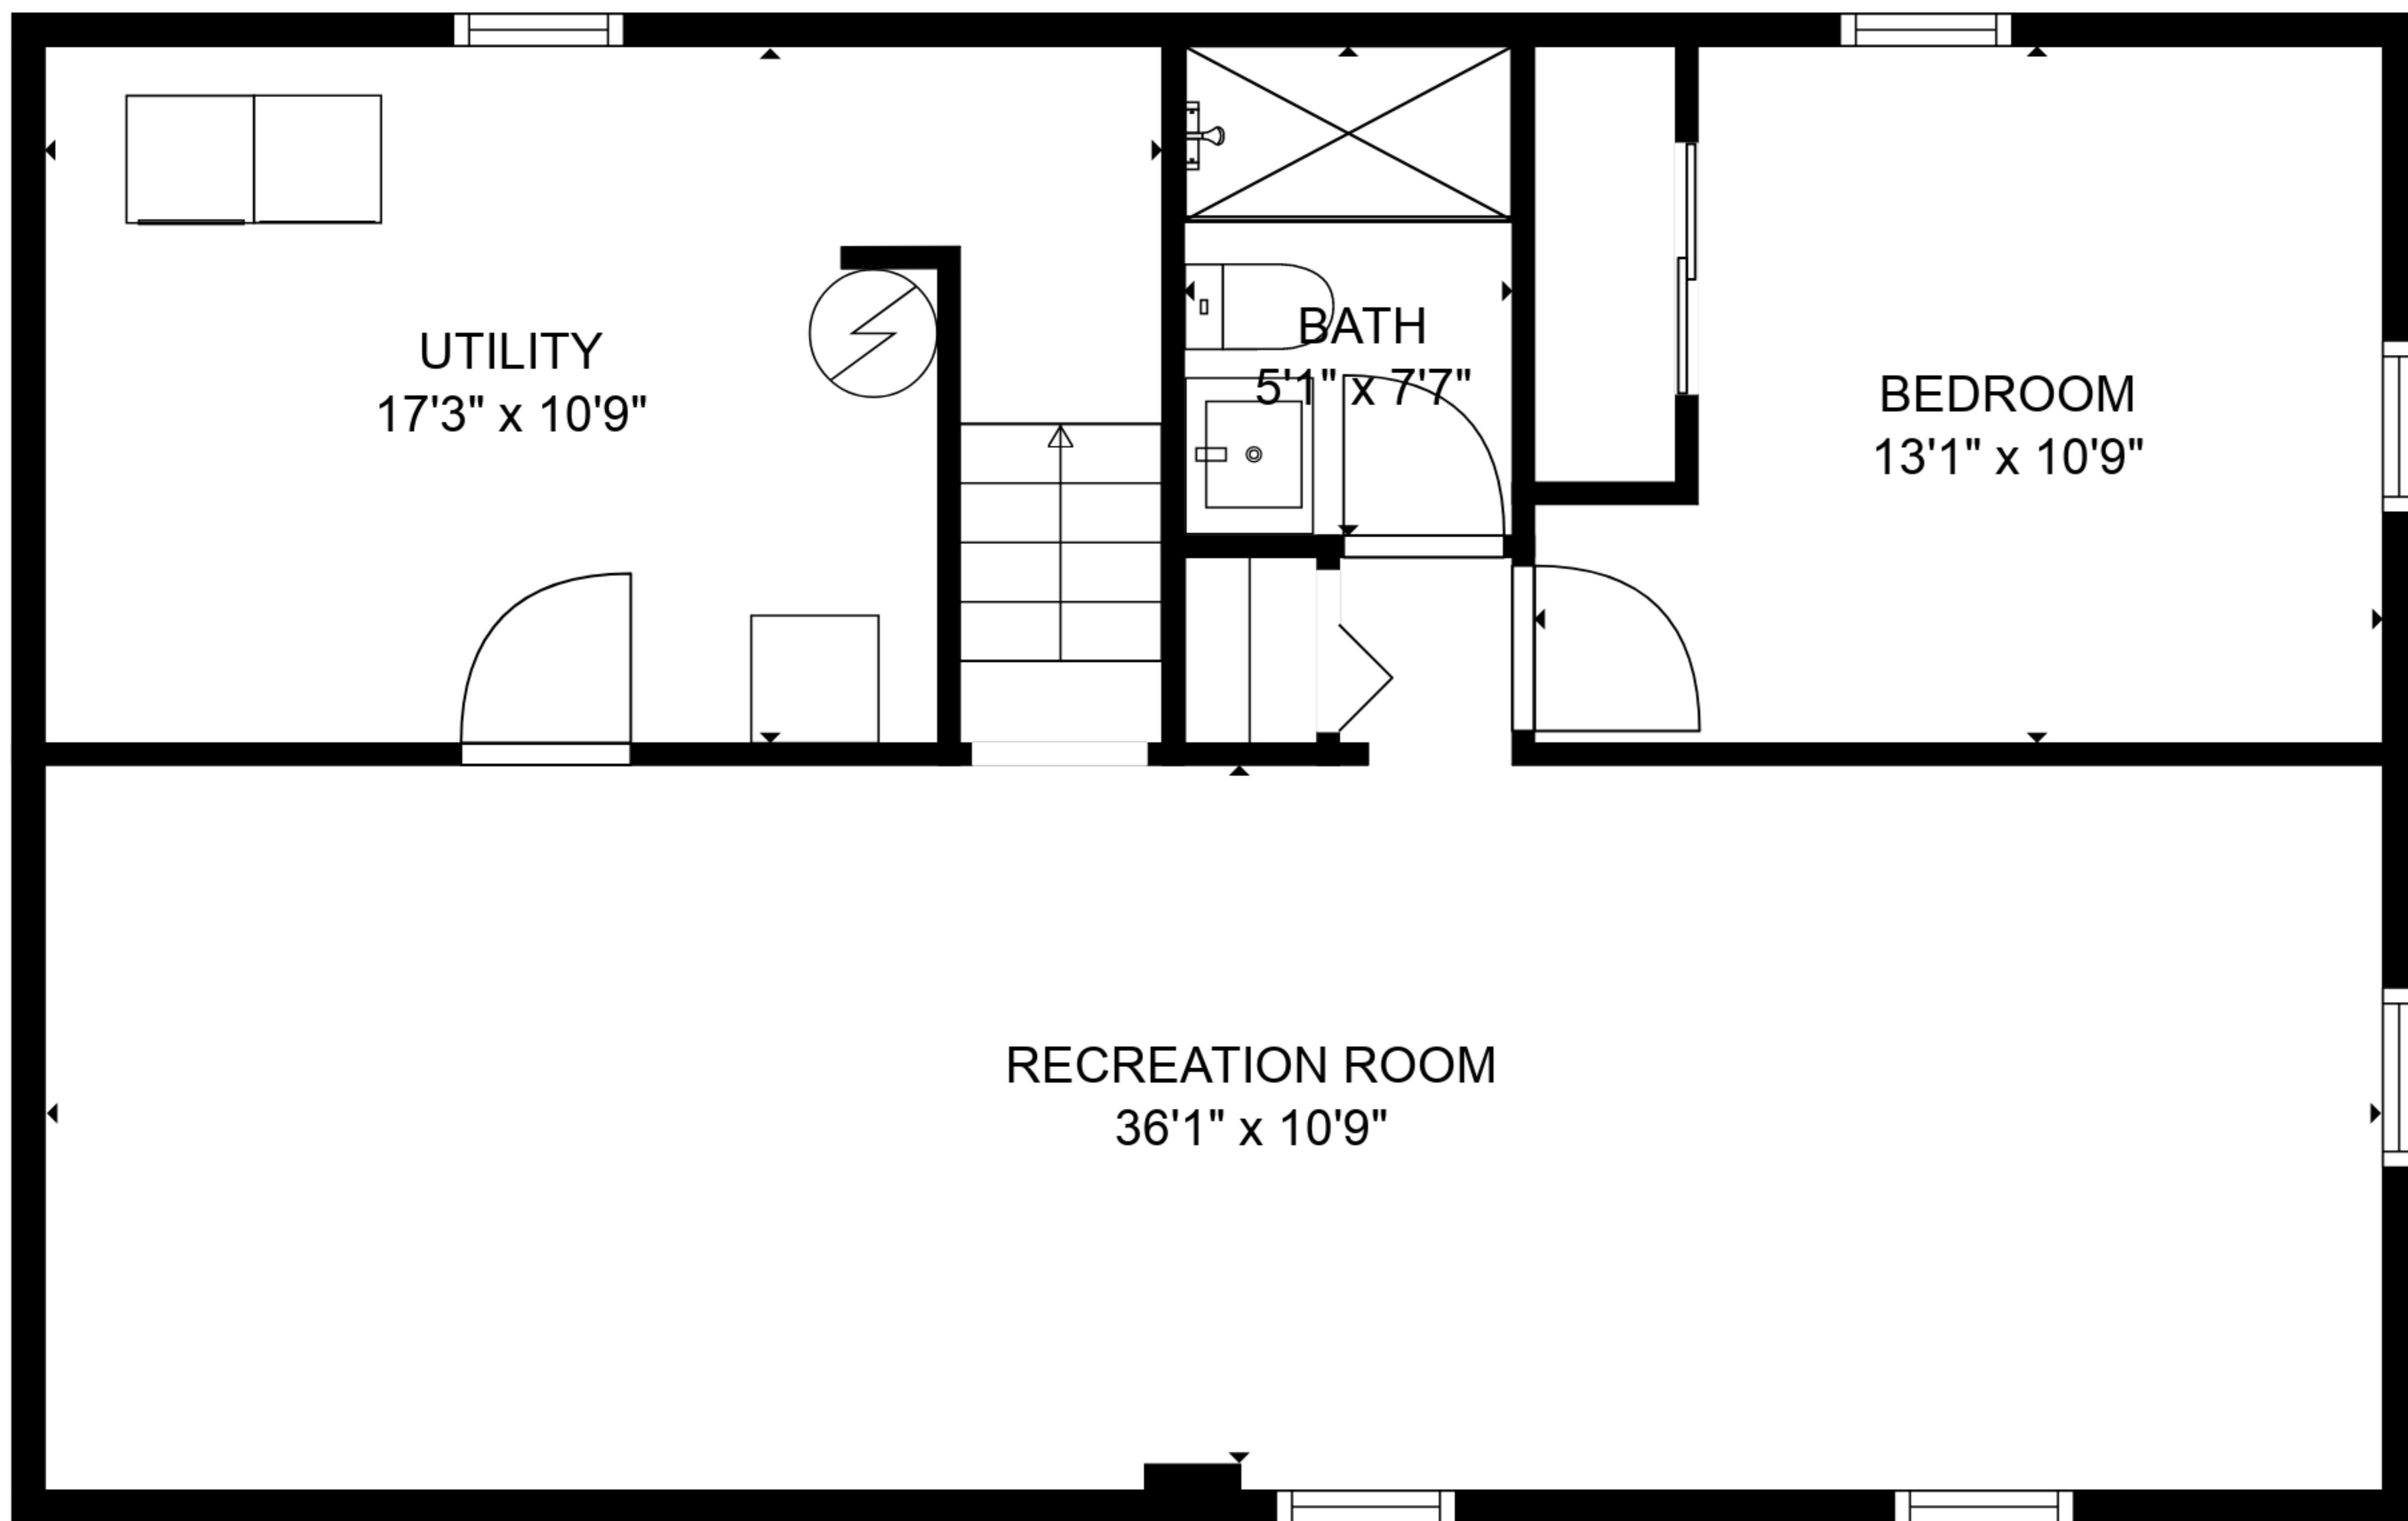 UTILITY
17'3" x 10'9"
BATH
5'1" x 7'7"
BEDROOM
13'1" x 10'9"
RECREATION ROOM
36'1" x 10'9"